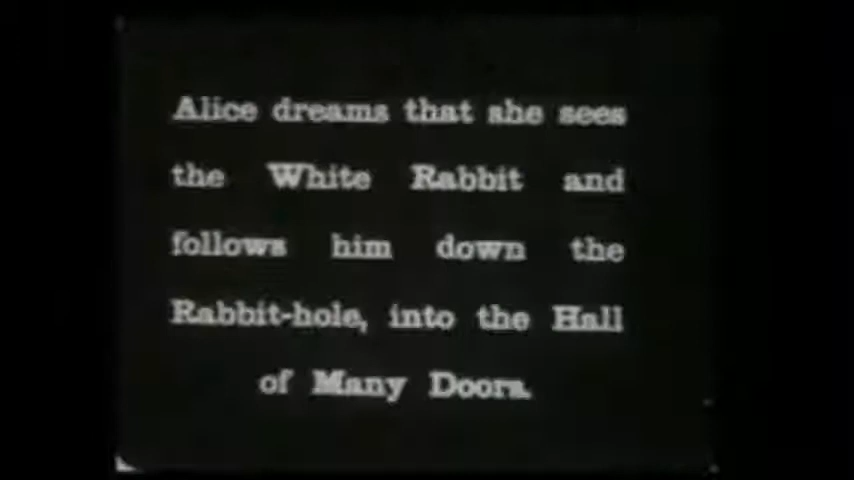 Alice dreams that she sees
the White Rabbit and
follows him down the
Rabbit-hole, into the Hall
of Many Doors.